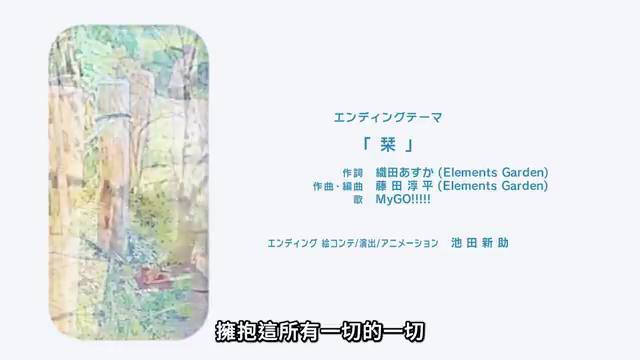 エンディングテーマ
「 栞 」
作詞 織田あすか (Elements Garden)
作曲・編曲 藤田淳平 (Elements Garden)
歌 MyGO!!!!!
エンディング 絵コンテ/演出/アニメーション 池田新助
擁抱這所有一切的一切